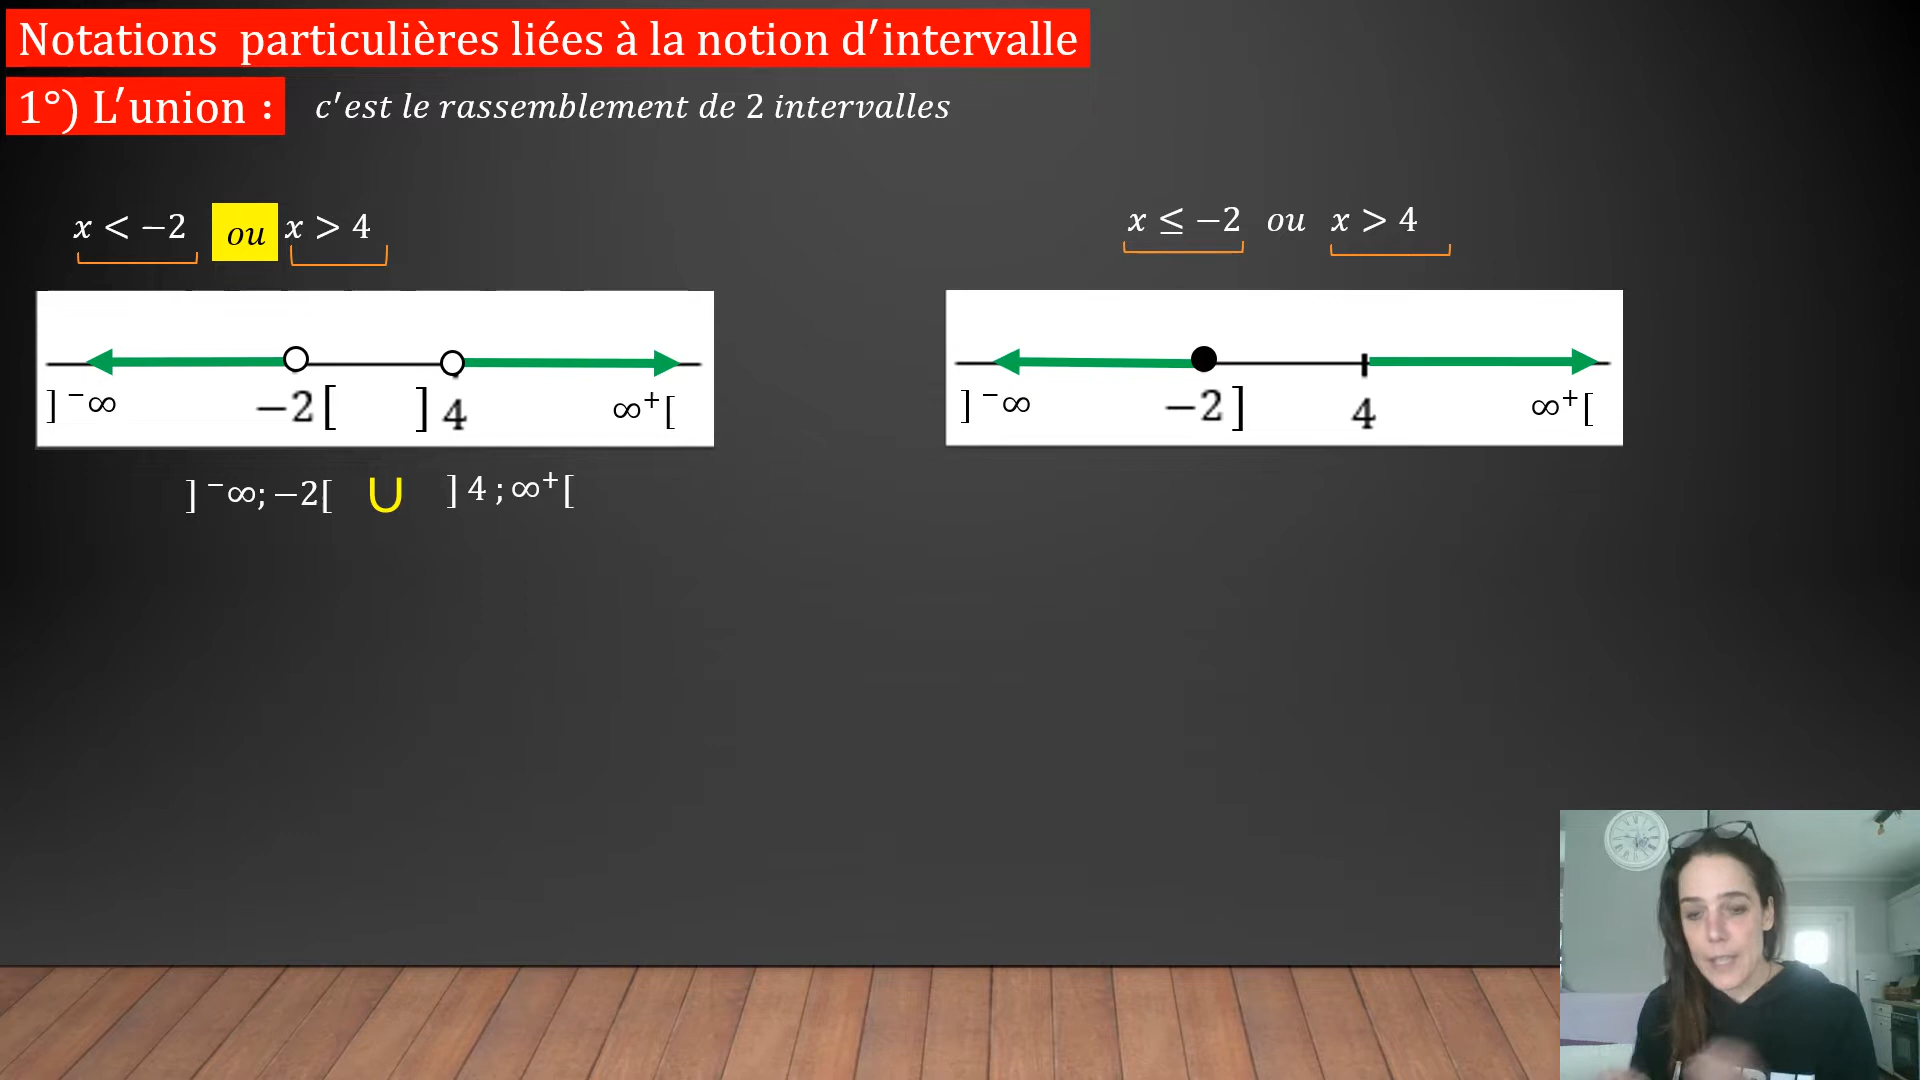 Notations particulières liées à la notion d′intervalle
1°) L′union : c′est le rassemblement de 2 intervalles
x < −2 ou x > 4
] ⁻∞ −2 [ ] 4 ∞⁺[
] ⁻∞; −2[ ∪ ] 4 ; ∞⁺[
x ≤ −2 ou x > 4
] ⁻∞ −2 ] 4 ∞⁺[